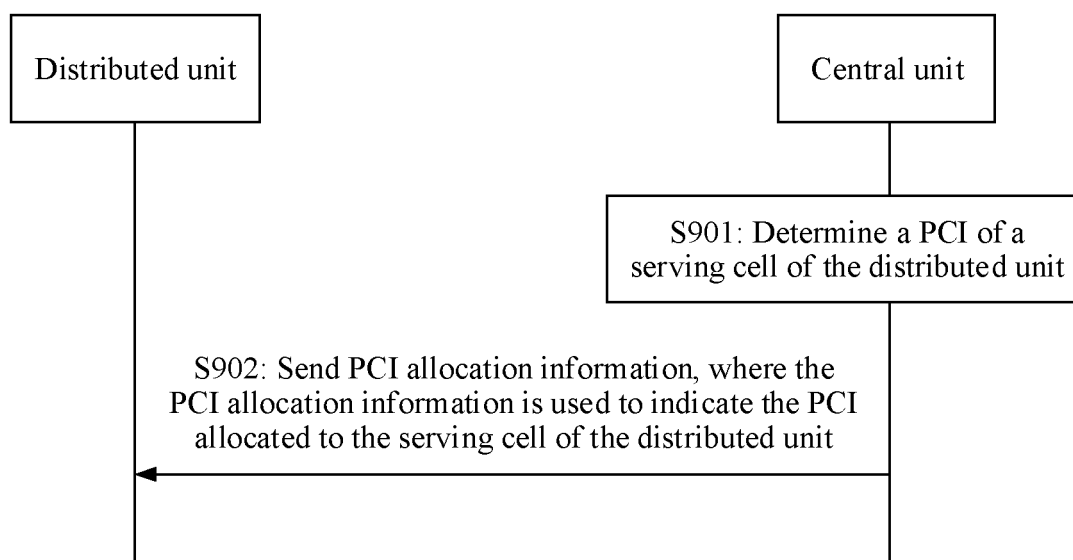 Distributed unit
Central unit
S901: Determine a PCI of a
serving cell of the distributed unit
S902: Send PCI allocation information, where the
PCI allocation information is used to indicate the PCI
allocated to the serving cell of the distributed unit